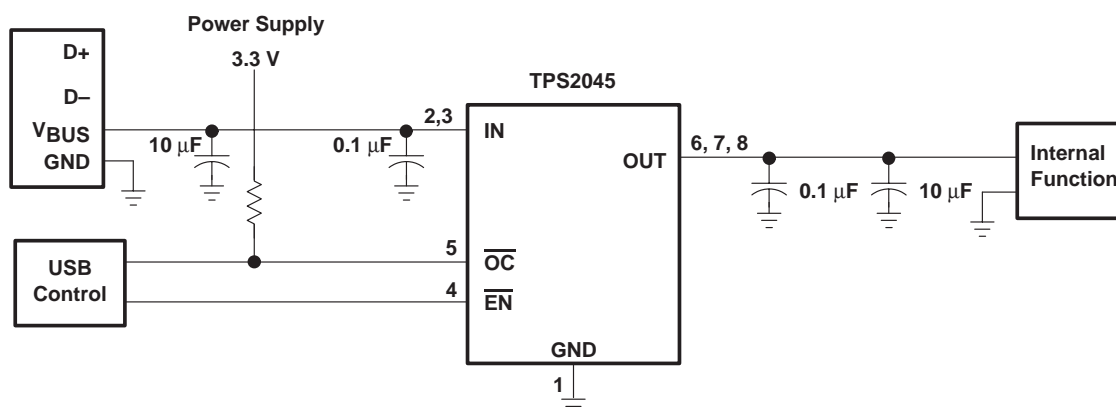 Power Supply
3.3 V
D+
D–
VBUS
GND
10 μF
0.1 μF
2,3
TPS2045
IN
OUT
6, 7, 8
0.1 μF
10 μF
Internal
Function
USB
Control
5
OC
4
EN
GND
1